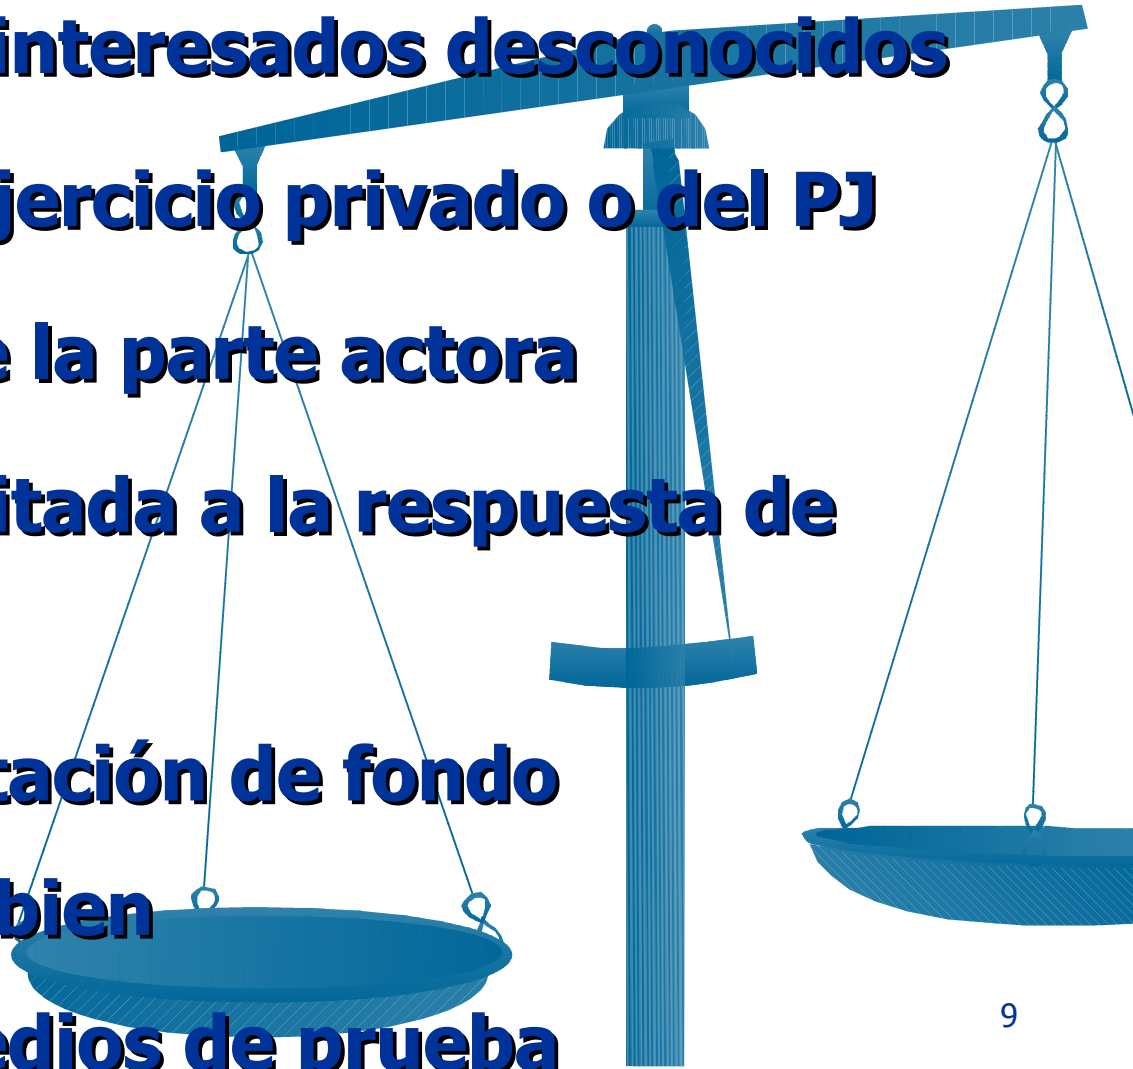 interesados desconocidos
jercicio privado o del PJ
e la parte actora
itada a la respuesta de
tación de fondo
bien
edios de prueba
9